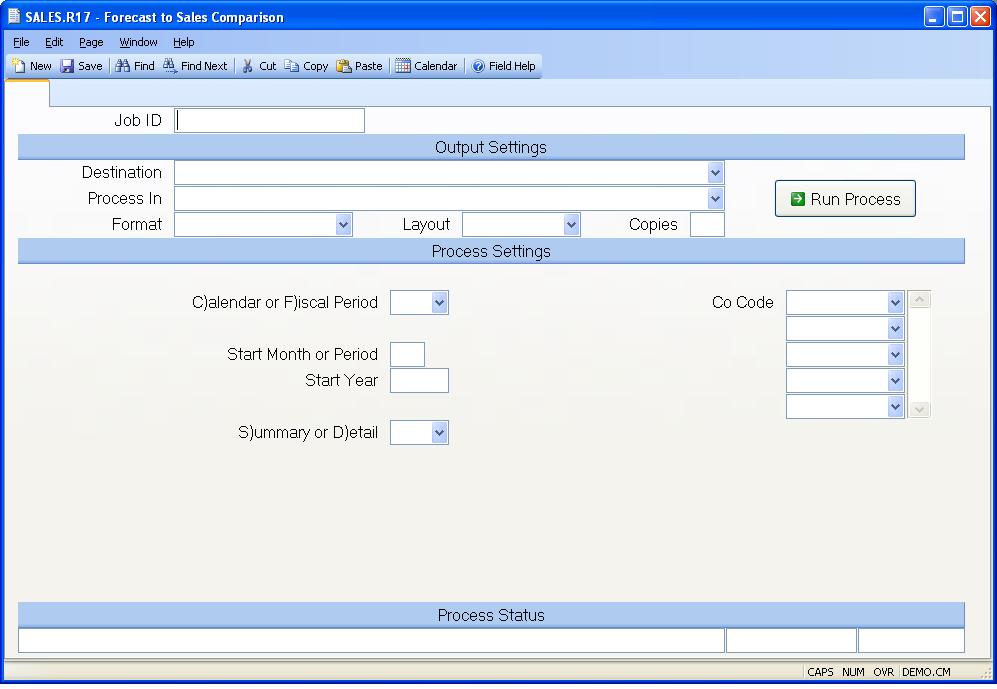 SALES.R17 - Forecast to Sales Comparison
File Edit Page Window Help
New Save Find Find Next Cut Copy Paste Calendar Field Help
Job ID
Output Settings
Destination
Process In
Run Process
Format Layout Copies
Process Settings
C)alendar or F)iscal Period Co Code
Start Month or Period
Start Year
S)ummary or D)etail
Process Status
CAPS NUM OVR DEMO.CM